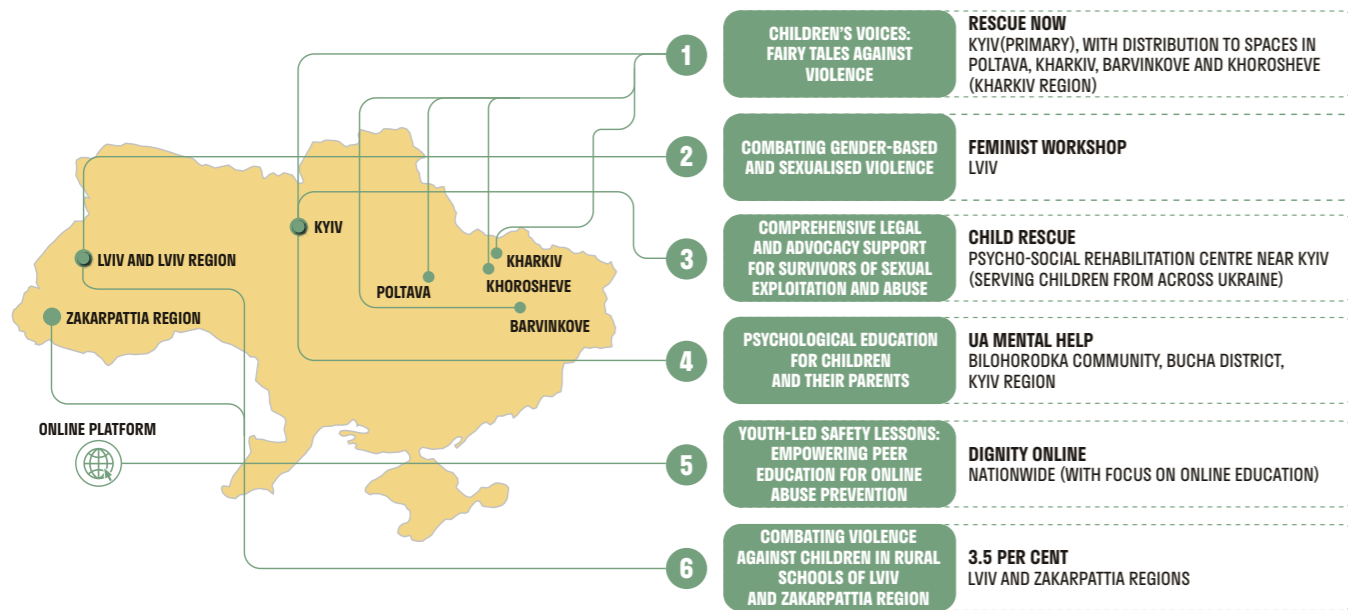 1
CHILDREN'S VOICES:
FAIRY TALES AGAINST
VIOLENCE
RESCUE NOW
KYIV(PRIMARY), WITH DISTRIBUTION TO SPACES IN
POLTAVA, KHARKIV, BARVINKOVE AND KHOROSHEVE
(KHARKIV REGION)
2
COMBATING GENDER-BASED
AND SEXUALISED VIOLENCE
FEMINIST WORKSHOP
LVIV
3
COMPREHENSIVE LEGAL
AND ADVOCACY SUPPORT
FOR SURVIVORS OF SEXUAL
EXPLOITATION AND ABUSE
CHILD RESCUE
PSYCHO-SOCIAL REHABILITATION CENTRE NEAR KYIV
(SERVING CHILDREN FROM ACROSS UKRAINE)
4
PSYCHOLOGICAL EDUCATION
FOR CHILDREN
AND THEIR PARENTS
UA MENTAL HELP
BILOHORODKA COMMUNITY, BUCHA DISTRICT,
KYIV REGION
5
YOUTH-LED SAFETY LESSONS:
EMPOWERING PEER
EDUCATION FOR ONLINE
ABUSE PREVENTION
DIGNITY ONLINE
NATIONWIDE (WITH FOCUS ON ONLINE EDUCATION)
6
COMBATING VIOLENCE
AGAINST CHILDREN IN RURAL
SCHOOLS OF LVIV
AND ZAKARPATTIA REGION
3.5 PER CENT
LVIV AND ZAKARPATTIA REGIONS
KYIV
LVIV AND LVIV REGION
KHARKIV
KHOROSHEVE
POLTAVA
ZAKARPATTIA REGION
BARVINKOVE
ONLINE PLATFORM